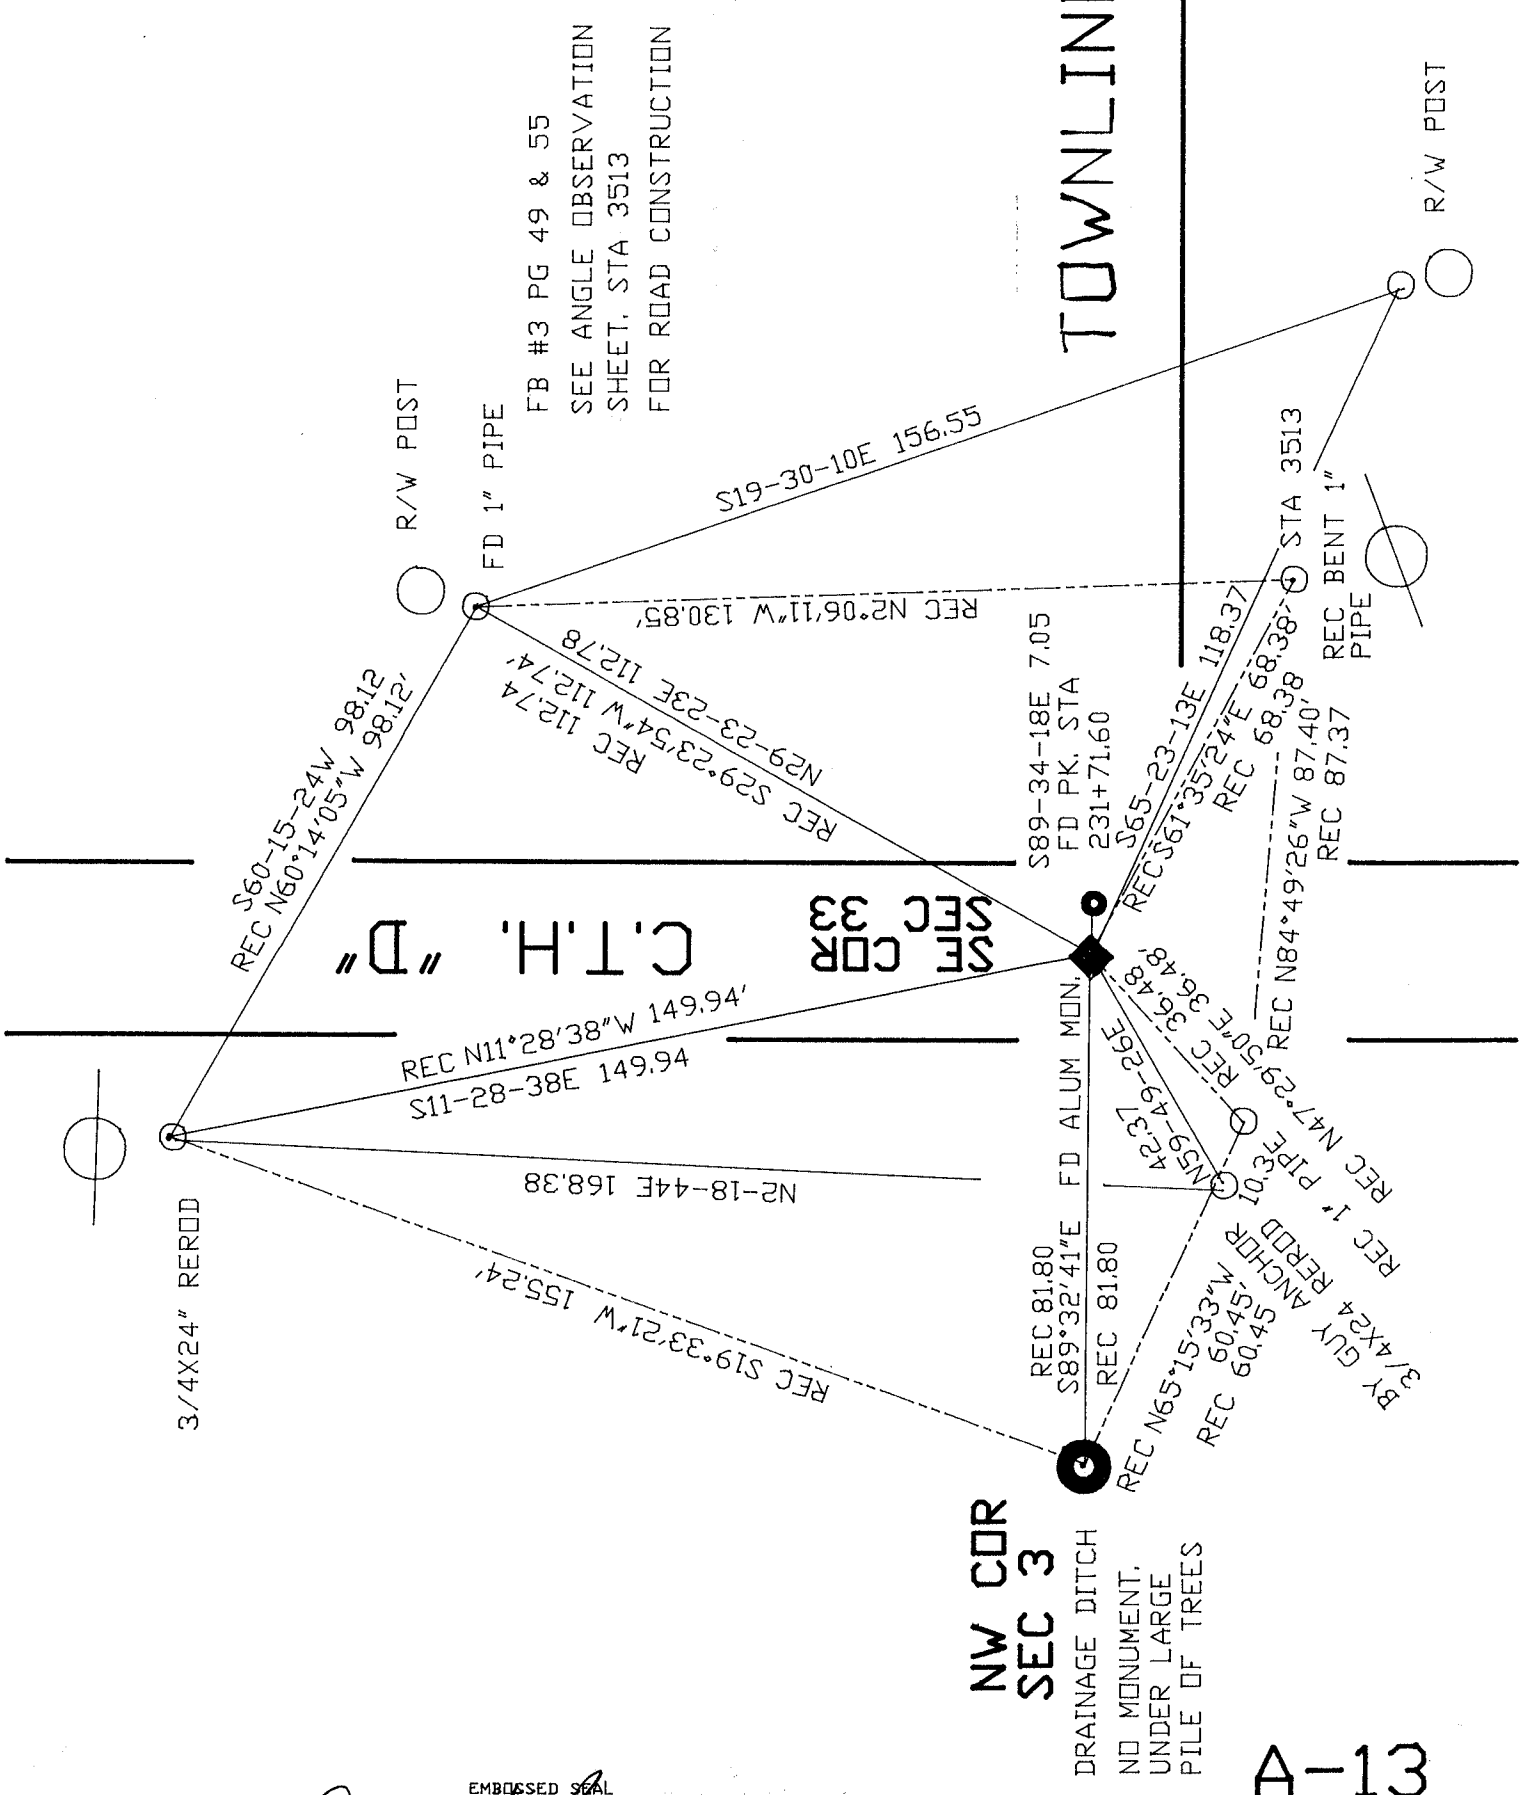 R/W POST
FD 1" PIPE
FB #3 PG 49 & 55
SEE ANGLE OBSERVATION
SHEET. STA 3513
FOR ROAD CONSTRUCTION
R/W POST
S19-30-10E 156.55
REC N2°06'11"W 130.85'
N29-23-23E 112.78
REC S29°23'54"W 112.74'
REC 112.74
S60-15-24W 98.12
REC N60°14'05"W 98.12'
C.T.H. "D"
SE COR
SEC 33
REC N11°28'38"W 149.94'
S11-28-38E 149.94
N2-18-44E 168.38
REC S19°33'21"W 155.24'
3/4X24" REROD
S89-34-18E 7.05
FD PK. STA
231+71.60
S65-23-13E 118.37
REC S61°35'24"E 68.38'
REC 68.38
STA 3513
REC BENT 1"
PIPE
REC N84°49'26"W 87.40'
REC 87.37
FD ALUM MON.
REC 81.80
S89°32'41"E
REC 81.80
N59-49-26E
42.37
REC 36.48'
REC N47°29'50"E 36.48'
REC 1" PIPE
10.3
BY GUY ANCHOR
3/4X24 REROD
REC N65°15'33"W
60.45'
REC 60.45
NW COR
SEC 3
DRAINAGE DITCH
NO MONUMENT.
UNDER LARGE
PILE OF TREES
A-13
EMBOSSED SEAL